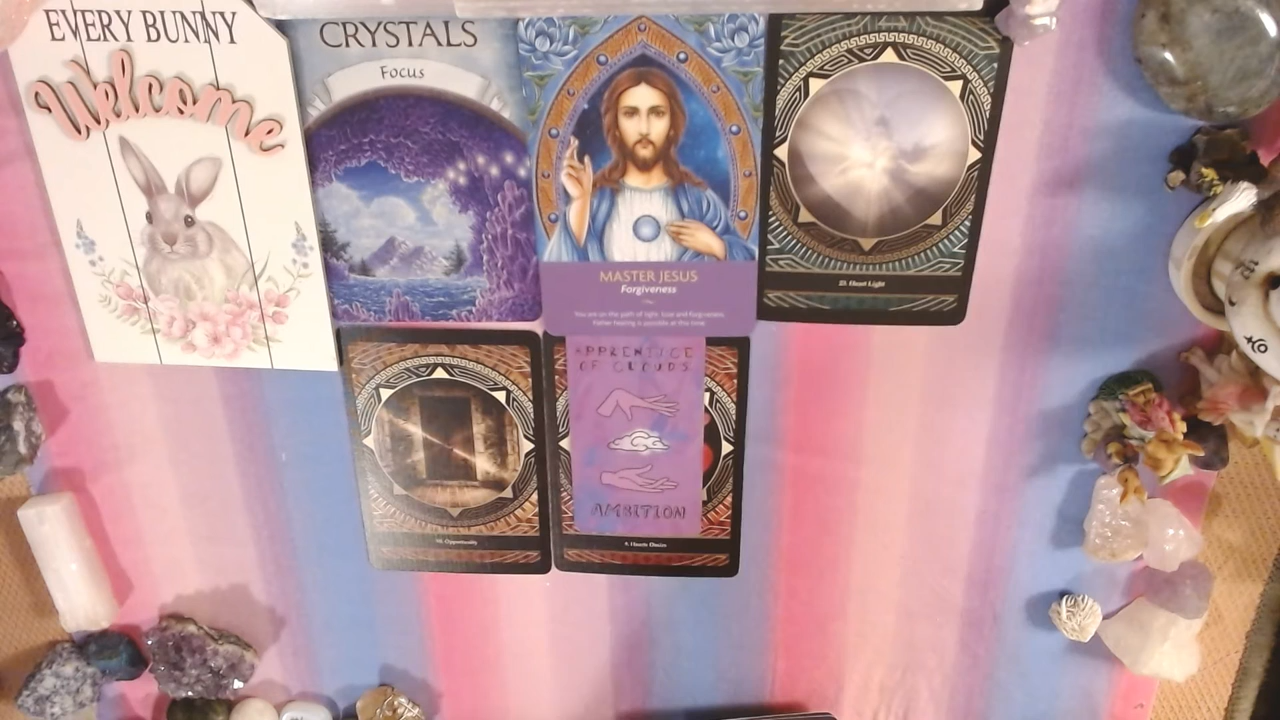 EVERY BUNNY
Welcome
CRYSTALS
Focus
MASTER JESUS
Forgiveness
You are on the path of light, love and forgiveness.
Father healing is possible at this time.
23. Heart Light
APPRENTICE
OF CLOUDS
AMBITION
10. Opportunity
4. Hearts Desire